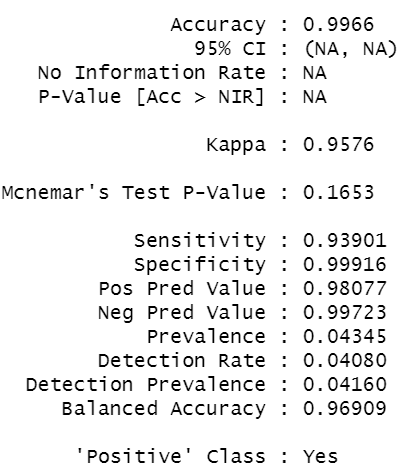 Accuracy : 0.9966
95% CI : (NA, NA)
No Information Rate : NA
P-Value [Acc > NIR] : NA
Kappa : 0.9576
Mcnemar's Test P-Value : 0.1653
Sensitivity : 0.93901
Specificity : 0.99916
Pos Pred Value : 0.98077
Neg Pred Value : 0.99723
Prevalence : 0.04345
Detection Rate : 0.04080
Detection Prevalence : 0.04160
Balanced Accuracy : 0.96909
'Positive' Class : Yes